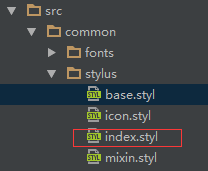 src
common
fonts
stylus
base.styl
icon.styl
index.styl
mixin.styl